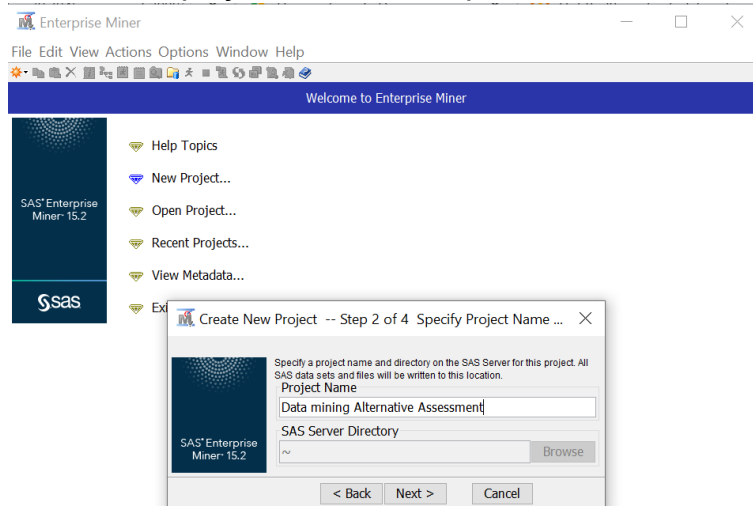 Enterprise Miner
File Edit View Actions Options Window Help
Welcome to Enterprise Miner
Help Topics
New Project...
SAS® Enterprise
Miner™ 15.2
Open Project...
Recent Projects...
View Metadata...
sas
Exi
Create New Project -- Step 2 of 4 Specify Project Name ...
Specify a project name and directory on the SAS Server for this project. All
SAS data sets and files will be written to this location.
Project Name
Data mining Alternative Assessment
SAS Server Directory
~
Browse
SAS® Enterprise
Miner™ 15.2
< Back Next > Cancel